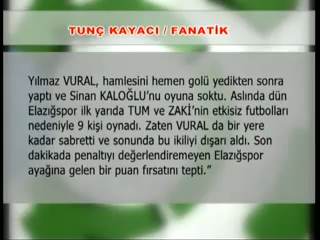 TUNÇ KAYACI / FANATİK
Yılmaz VURAL, hamlesini hemen golü yedikten sonra
yaptı ve Sinan KALOĞLU'nu oyuna soktu. Aslında dün
Elazığspor ilk yarıda TUM ve ZAKİ'nin etkisiz futbolları
nedeniyle 9 kişi oynadı. Zaten VURAL da bir yere
kadar sabretti ve sonunda bu ikiliyi dışarı aldı. Son
dakikada penaltıyı değerlendiremeyen Elazığspor
ayağına gelen bir puan fırsatını tepti."